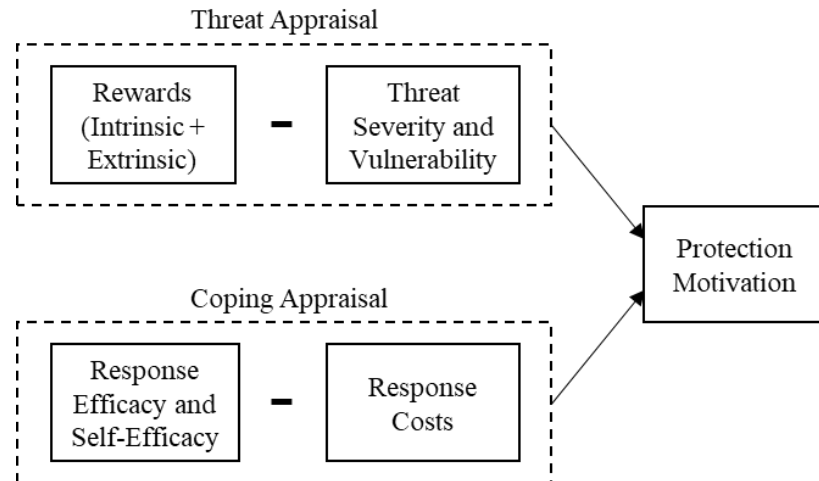 Threat Appraisal
Rewards
(Intrinsic +
Extrinsic)
-
Threat
Severity and
Vulnerability
Protection
Motivation
Coping Appraisal
Response
Efficacy and
Self-Efficacy
-
Response
Costs